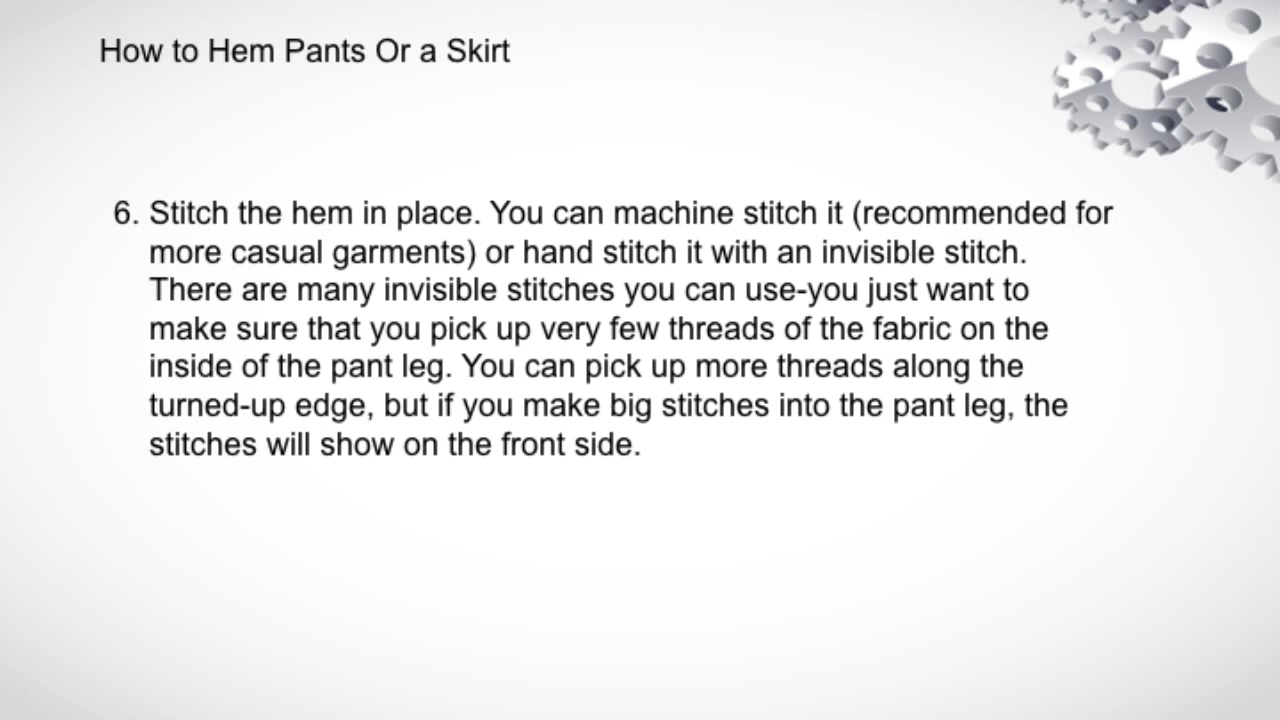 How to Hem Pants Or a Skirt
6. Stitch the hem in place. You can machine stitch it (recommended for
more casual garments) or hand stitch it with an invisible stitch.
There are many invisible stitches you can use-you just want to
make sure that you pick up very few threads of the fabric on the
inside of the pant leg. You can pick up more threads along the
turned-up edge, but if you make big stitches into the pant leg, the
stitches will show on the front side.